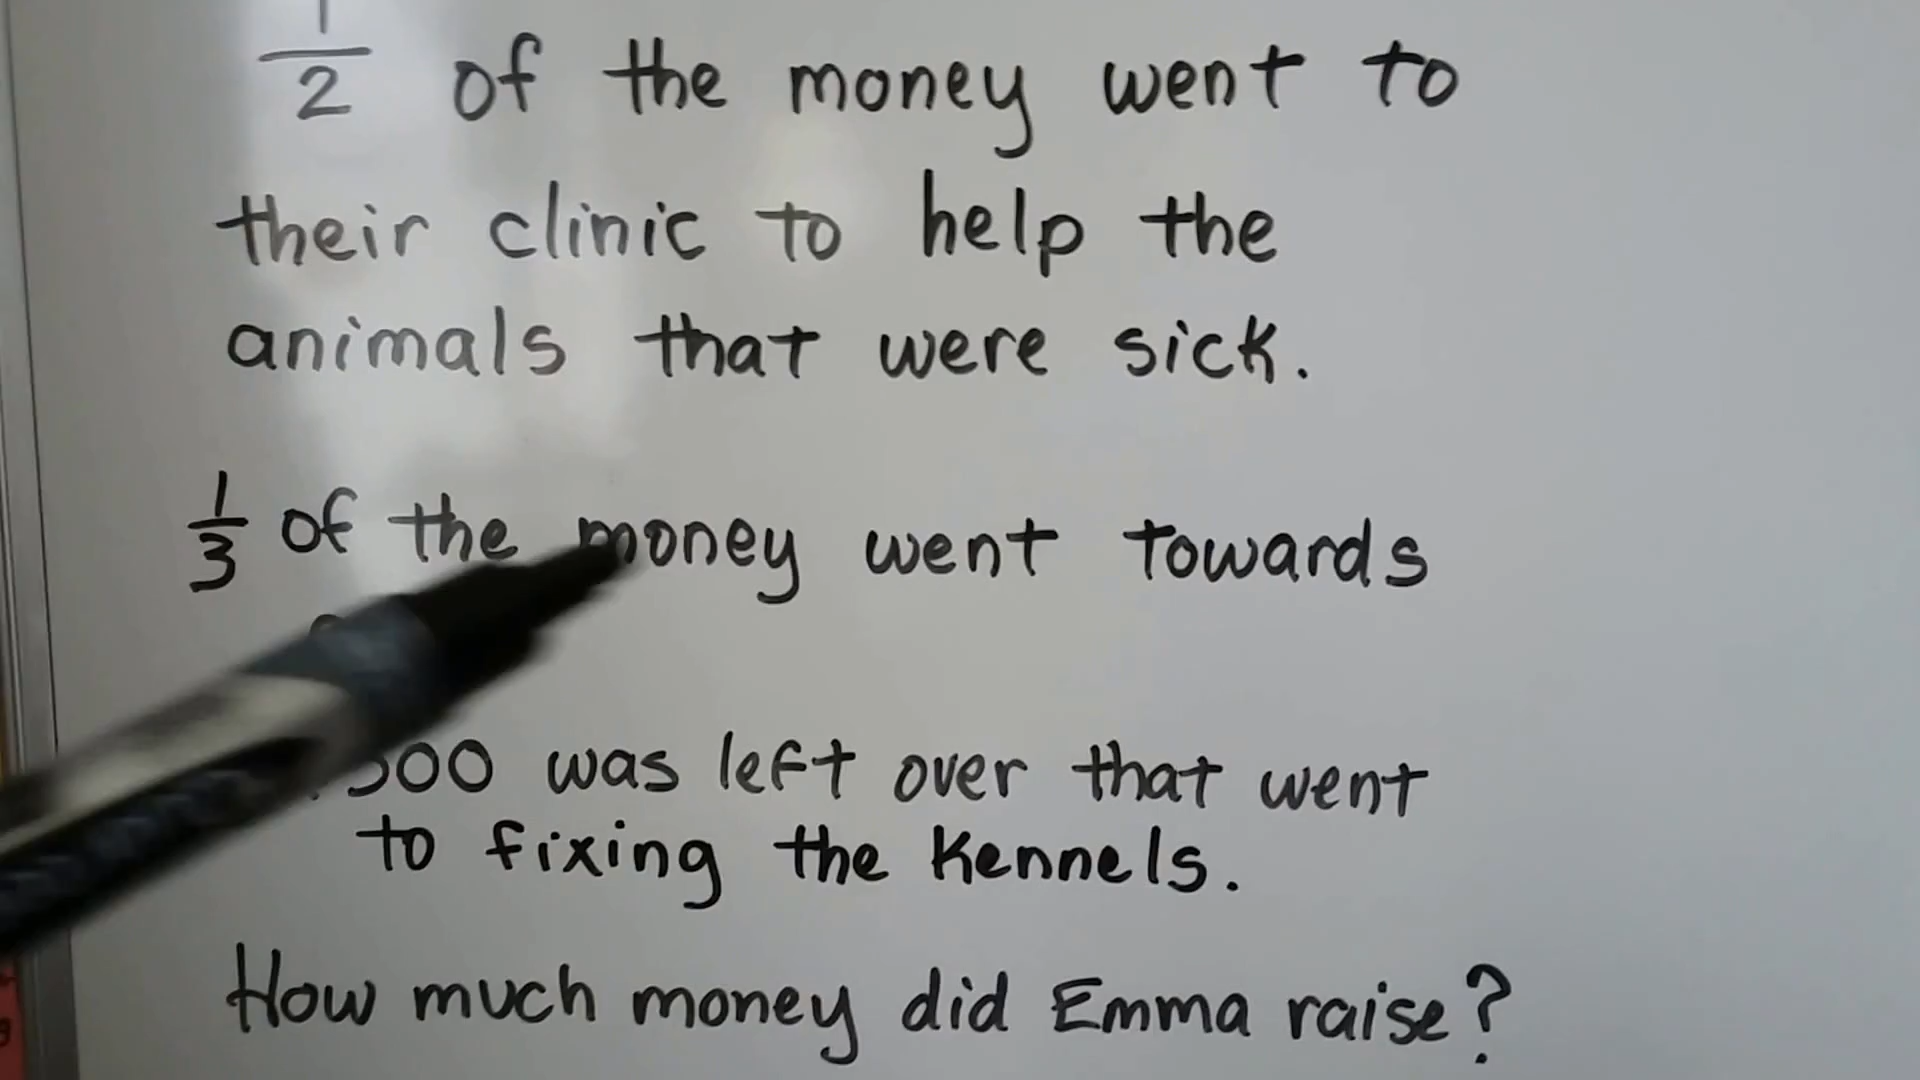 1/2 of the money went to
their clinic to help the
animals that were sick.
1/3 of the money went towards
was left over that went
to fixing the kennels.
How much money did Emma raise?